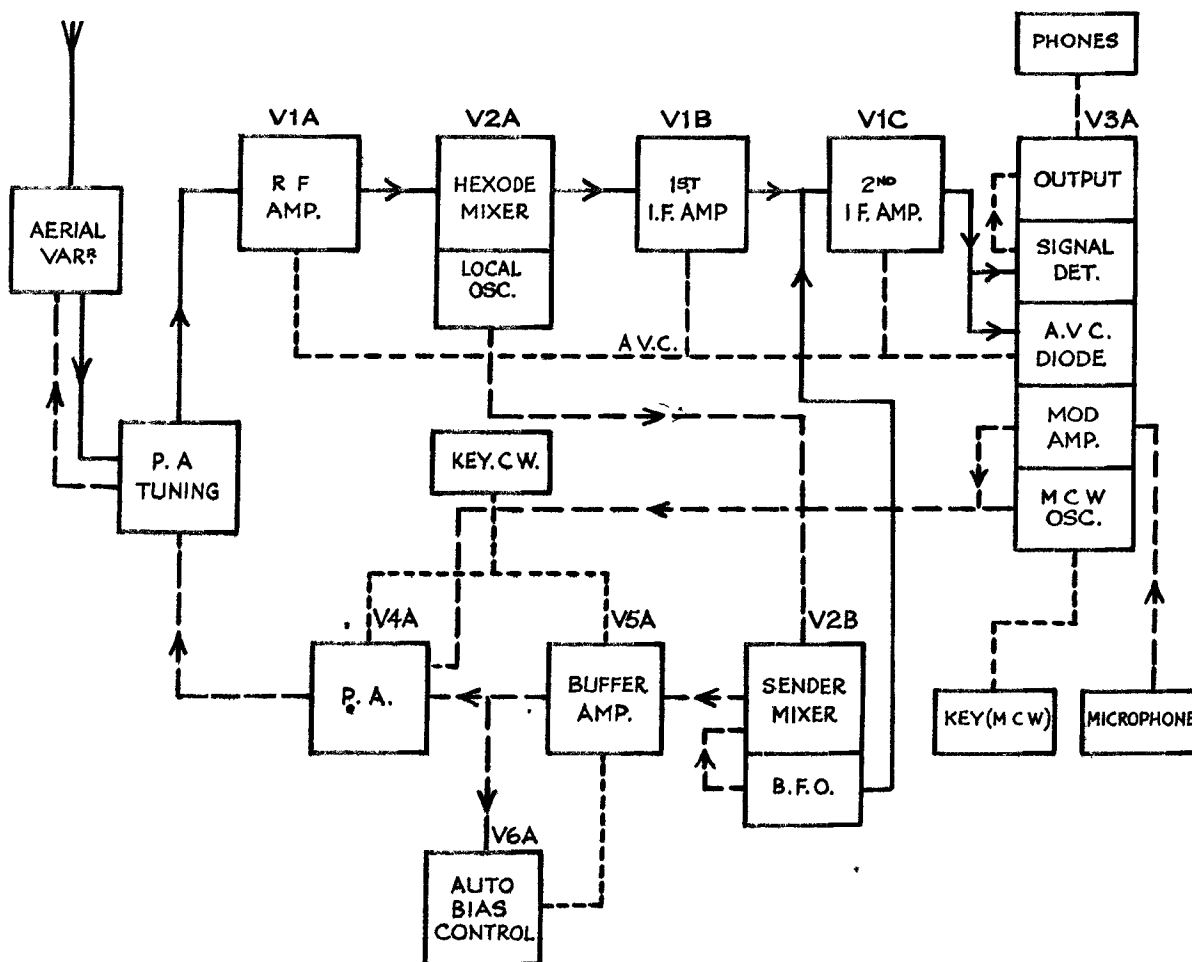 PHONES
V1A
V2A
V1B
V1C
V3A
R F
AMP.
HEXODE
MIXER
LOCAL
OSC.
1ST
I.F. AMP
2ND
I F. AMP.
OUTPUT
SIGNAL
DET.
A.V.C.
DIODE
MOD
AMP.
M C W
OSC.
AERIAL
VARR.
A V.C.
P. A
TUNING
KEY. C W.
V4A
V5A
V2B
P. A.
BUFFER
AMP.
SENDER
MIXER
B.F.O.
KEY (M C W)
MICROPHONE
V6A
AUTO
BIAS
CONTROL